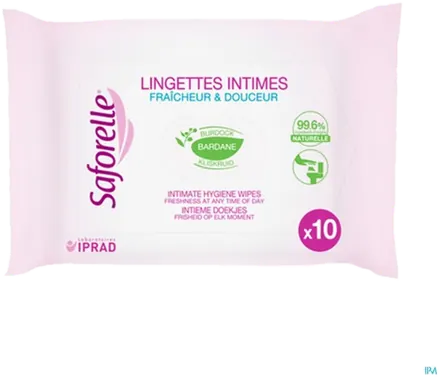 Saforelle®
Laboratoires
IPRAD
LINGETTES INTIMES
FRAÎCHEUR & DOUCEUR
BURDOCK
BARDANE
KLISKRUID
99.6%
NATURELLE
INTIMATE HYGIENE WIPES
FRESHNESS AT ANY TIME OF DAY
INTIEME DOEKJES
FRISHEID OP ELK MOMENT
x10